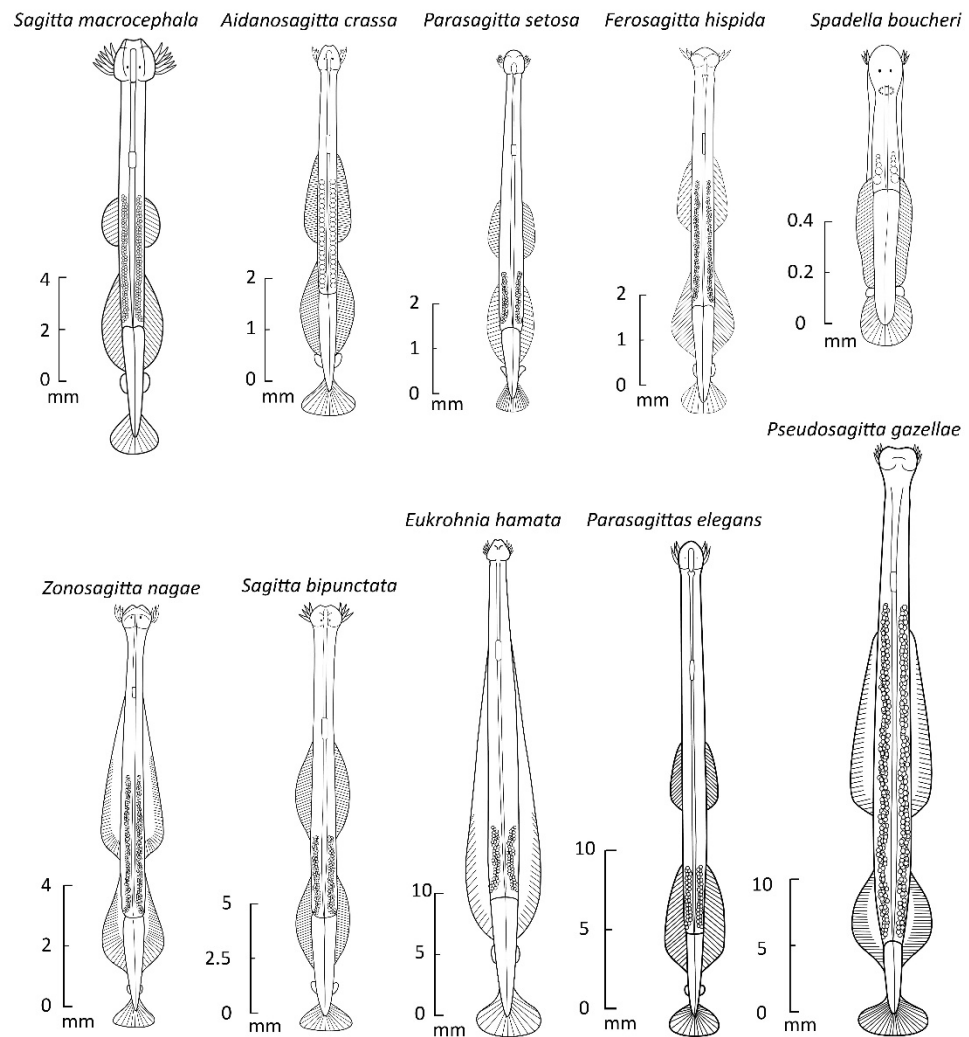 Sagitta macrocephala
Aidanosagitta crassa
Parasagitta setosa
Ferosagitta hispida
Spadella boucheri
4
2
0
mm
2
1
0
mm
2
1
0
mm
2
1
0
mm
0.4
0.2
0
mm
Zonosagitta nagae
Sagitta bipunctata
Eukrohnia hamata
Parasagittas elegans
Pseudosagitta gazellae
4
2
0
mm
5
2.5
0
mm
10
5
0
mm
10
5
0
mm
10
5
0
mm